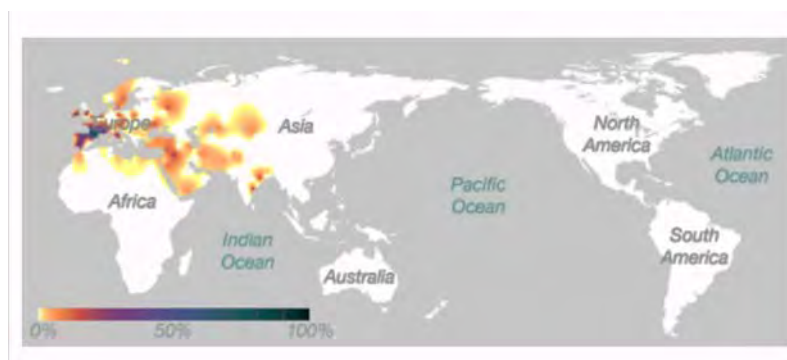 Europe
Asia
North
America
Atlantic
Ocean
Pacific
Ocean
Africa
Indian
Ocean
South
America
Australia
0%
50%
100%